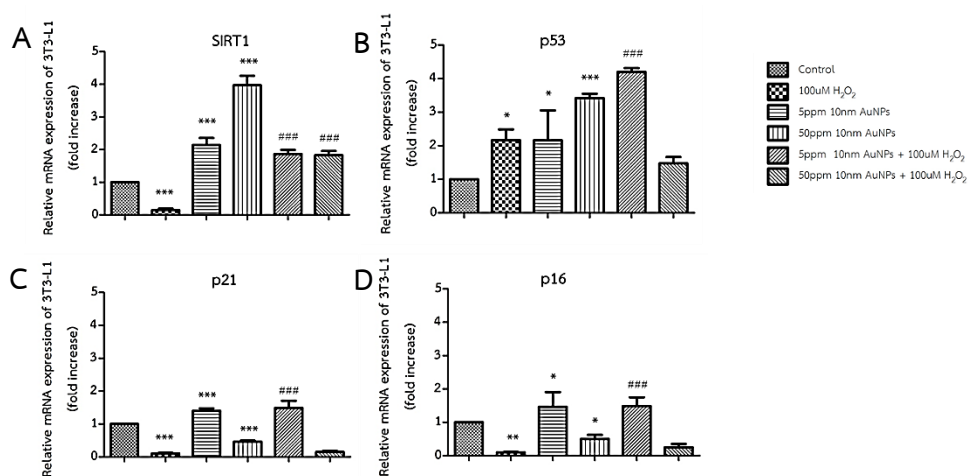 A
SIRT1
Relative mRNA expression of 3T3-L1
(fold increase)
5
4
3
2
1
0
***
***
***
###
###
B
p53
Relative mRNA expression of 3T3-L1
(fold increase)
5
4
3
2
1
0
*
*
***
###
Control
100uM H₂O₂
5ppm 10nm AuNPs
50ppm 10nm AuNPs
5ppm 10nm AuNPs + 100uM H₂O₂
50ppm 10nm AuNPs + 100uM H₂O₂
C
p21
Relative mRNA expression of 3T3-L1
(fold increase)
5
4
3
2
1
0
***
***
***
###
D
p16
Relative mRNA expression of 3T3-L1
(fold increase)
5
4
3
2
1
0
**
*
*
###